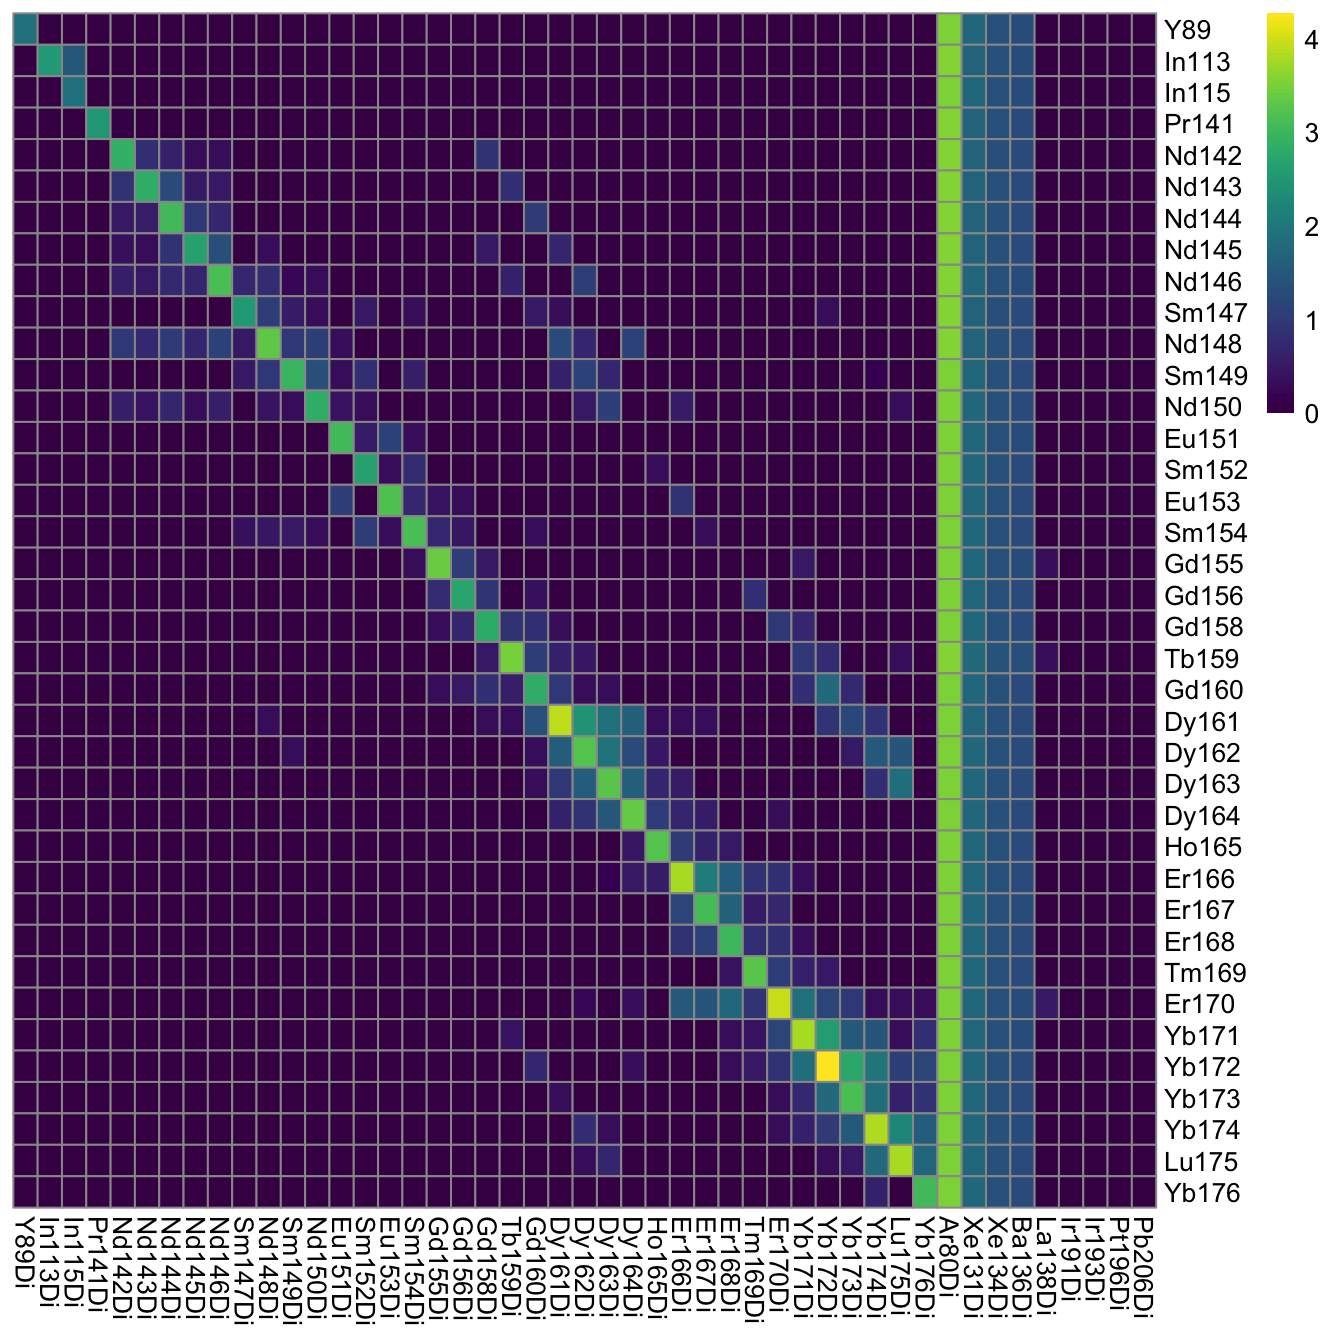 Y89
In113
In115
Pr141
Nd142
Nd143
Nd144
Nd145
Nd146
Sm147
Nd148
Sm149
Nd150
Eu151
Sm152
Eu153
Sm154
Gd155
Gd156
Gd158
Tb159
Gd160
Dy161
Dy162
Dy163
Dy164
Ho165
Er166
Er167
Er168
Tm169
Er170
Yb171
Yb172
Yb173
Yb174
Lu175
Yb176
4
3
2
1
0
Y89Di
In113Di
In115Di
Pr141Di
Nd142Di
Nd143Di
Nd144Di
Nd145Di
Nd146Di
Sm147Di
Nd148Di
Sm149Di
Nd150Di
Eu151Di
Sm152Di
Eu153Di
Sm154Di
Gd155Di
Gd156Di
Gd158Di
Tb159Di
Gd160Di
Dy161Di
Dy162Di
Dy163Di
Dy164Di
Ho165Di
Er166Di
Er167Di
Er168Di
Tm169Di
Er170Di
Yb171Di
Yb172Di
Yb173Di
Yb174Di
Lu175Di
Yb176Di
Ar80Di
Xe131Di
Xe134Di
Ba136Di
La138Di
Ir191Di
Ir193Di
Pt196Di
Pb206Di